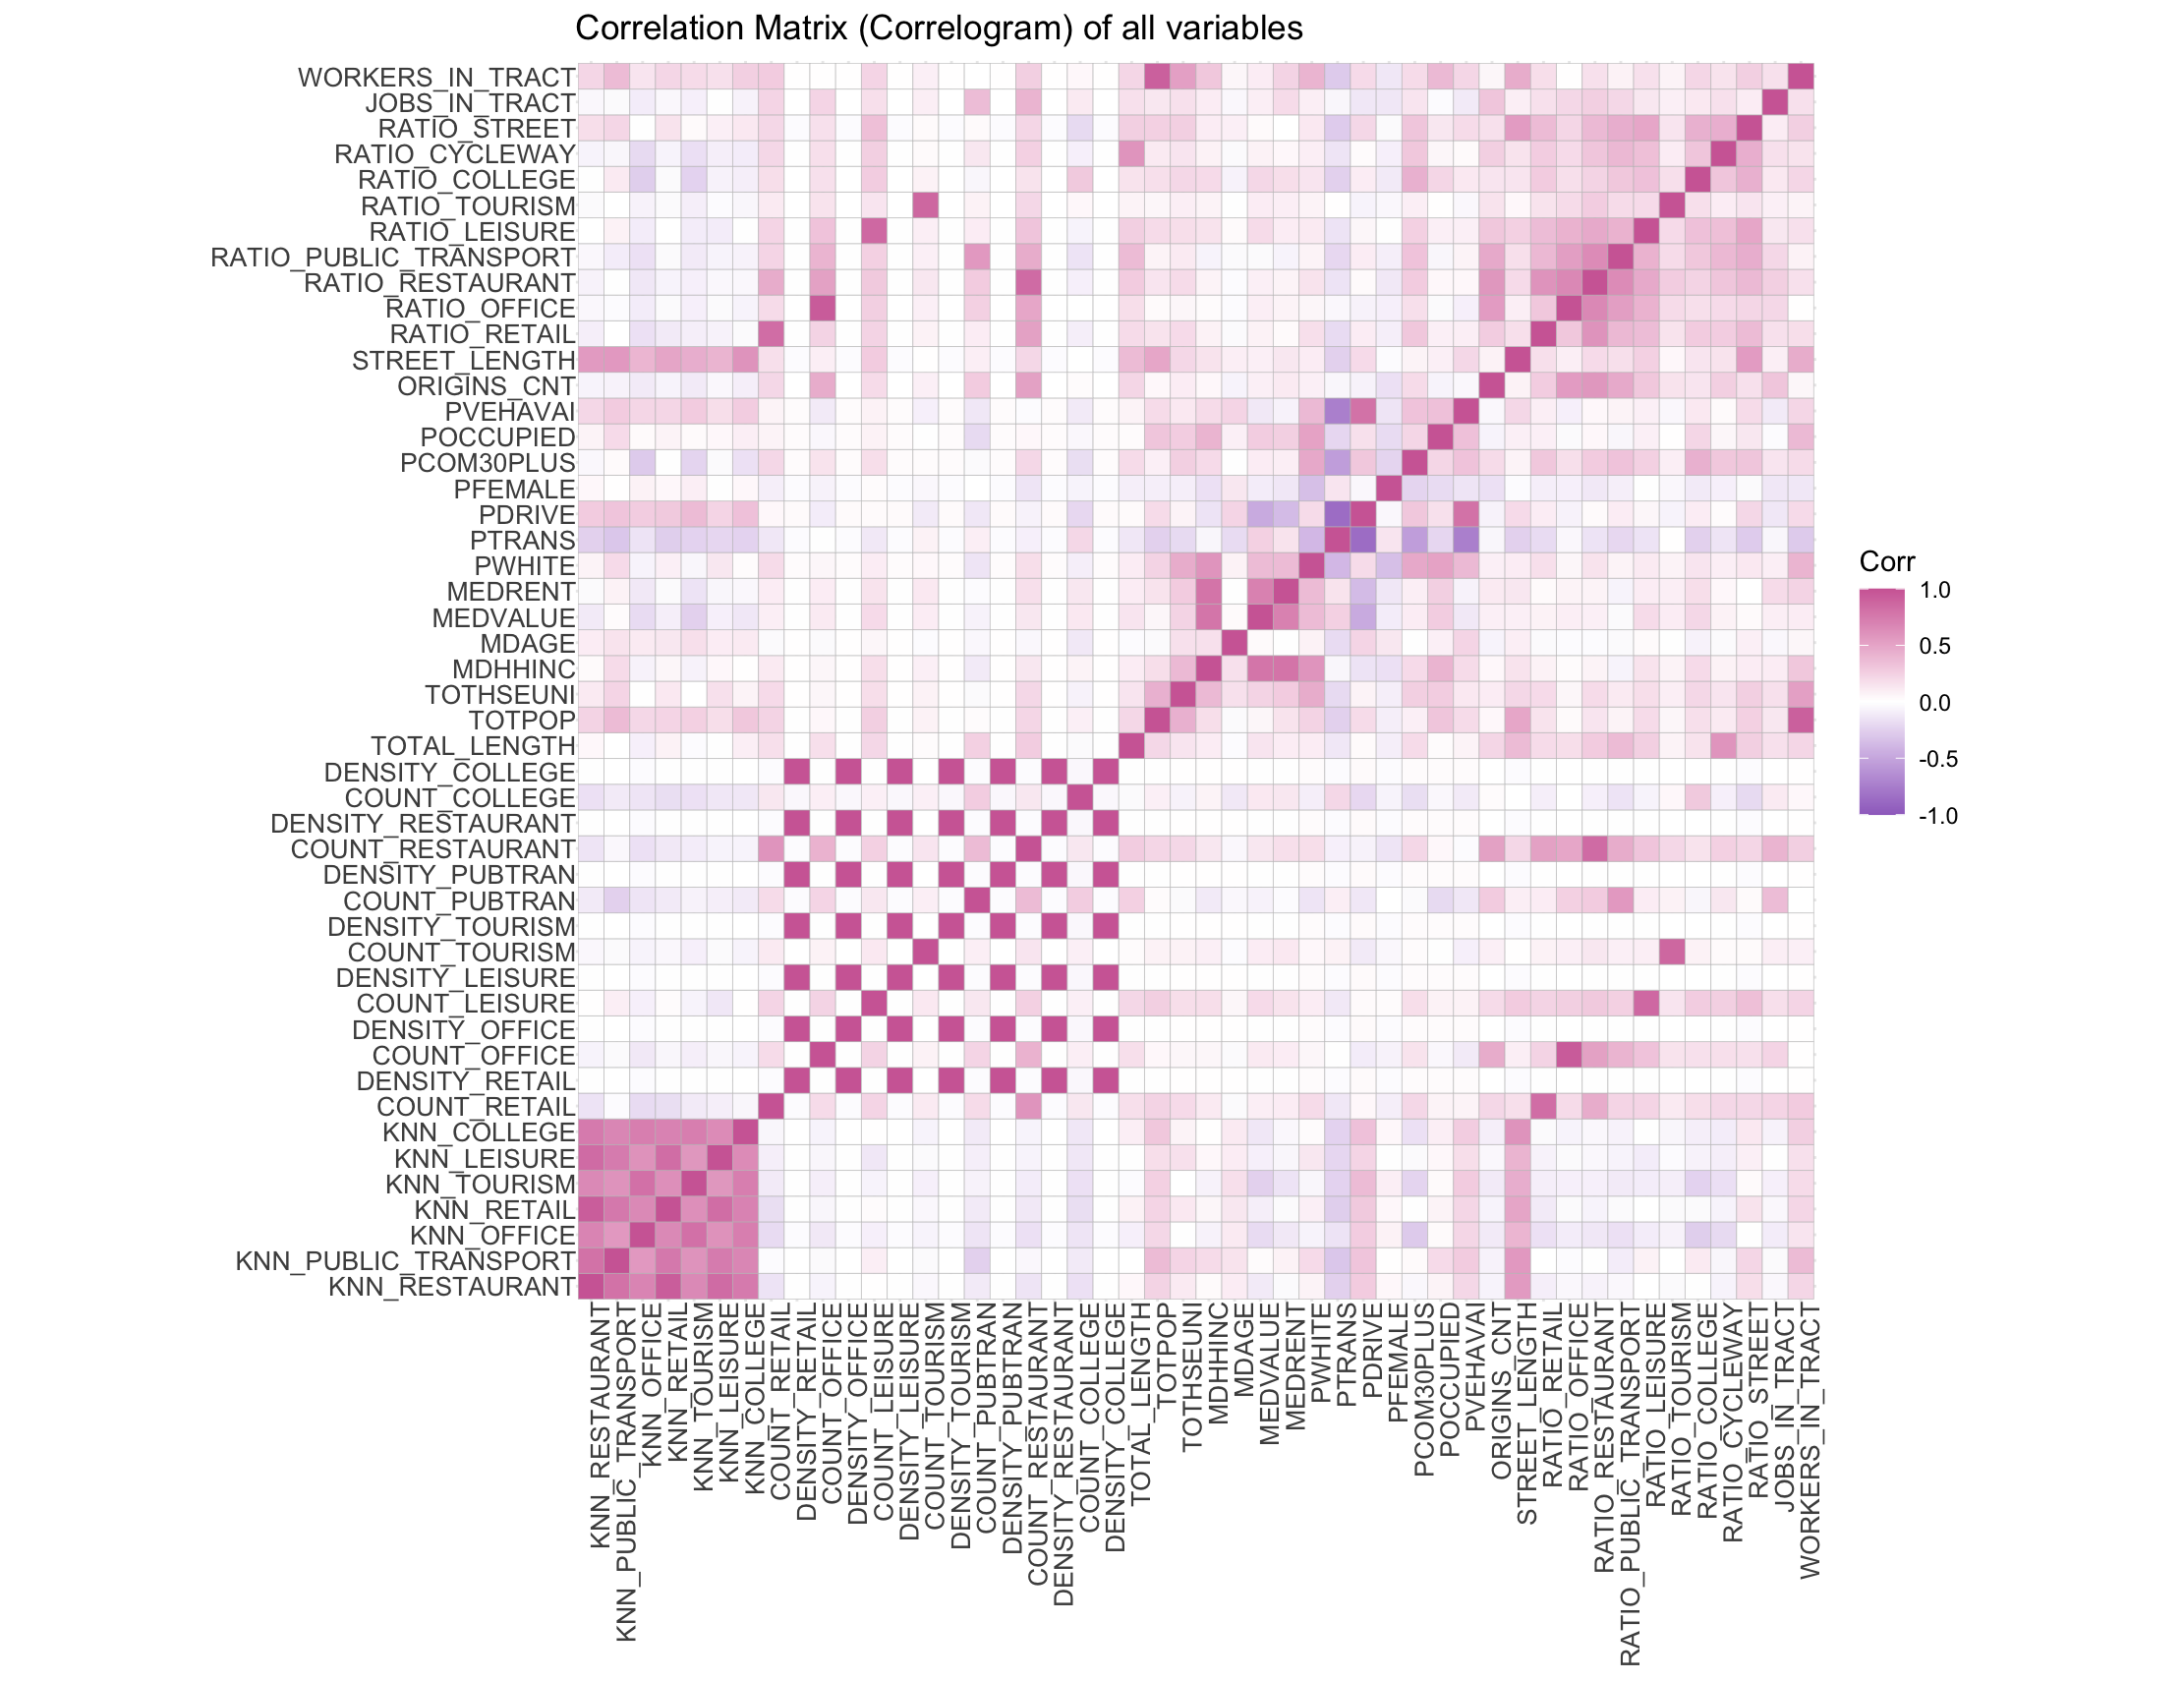 Correlation Matrix (Correlogram) of all variables
WORKERS_IN_TRACT
JOBS_IN_TRACT
RATIO_STREET
RATIO_CYCLEWAY
RATIO_COLLEGE
RATIO_TOURISM
RATIO_LEISURE
RATIO_PUBLIC_TRANSPORT
RATIO_RESTAURANT
RATIO_OFFICE
RATIO_RETAIL
STREET_LENGTH
ORIGINS_CNT
PVEHAVAI
POCCUPIED
PCOM30PLUS
PFEMALE
PDRIVE
PTRANS
PWHITE
MEDRENT
MEDVALUE
MDAGE
MDHHINC
TOTHSEUNI
TOTPOP
TOTAL_LENGTH
DENSITY_COLLEGE
COUNT_COLLEGE
DENSITY_RESTAURANT
COUNT_RESTAURANT
DENSITY_PUBTRAN
COUNT_PUBTRAN
DENSITY_TOURISM
COUNT_TOURISM
DENSITY_LEISURE
COUNT_LEISURE
DENSITY_OFFICE
COUNT_OFFICE
DENSITY_RETAIL
COUNT_RETAIL
KNN_COLLEGE
KNN_LEISURE
KNN_TOURISM
KNN_RETAIL
KNN_OFFICE
KNN_PUBLIC_TRANSPORT
KNN_RESTAURANT
KNN_RESTAURANT
KNN_PUBLIC_TRANSPORT
KNN_OFFICE
KNN_RETAIL
KNN_TOURISM
KNN_LEISURE
KNN_COLLEGE
COUNT_RETAIL
DENSITY_RETAIL
COUNT_OFFICE
DENSITY_OFFICE
COUNT_LEISURE
DENSITY_LEISURE
COUNT_TOURISM
DENSITY_TOURISM
COUNT_PUBTRAN
DENSITY_PUBTRAN
COUNT_RESTAURANT
DENSITY_RESTAURANT
COUNT_COLLEGE
DENSITY_COLLEGE
TOTAL_LENGTH
TOTPOP
TOTHSEUNI
MDHHINC
MDAGE
MEDVALUE
MEDRENT
PWHITE
PTRANS
PDRIVE
PFEMALE
PCOM30PLUS
POCCUPIED
PVEHAVAI
ORIGINS_CNT
STREET_LENGTH
RATIO_RETAIL
RATIO_OFFICE
RATIO_RESTAURANT
RATIO_PUBLIC_TRANSPORT
RATIO_LEISURE
RATIO_TOURISM
RATIO_COLLEGE
RATIO_CYCLEWAY
RATIO_STREET
JOBS_IN_TRACT
WORKERS_IN_TRACT
Corr
1.0
0.5
0.0
-0.5
-1.0